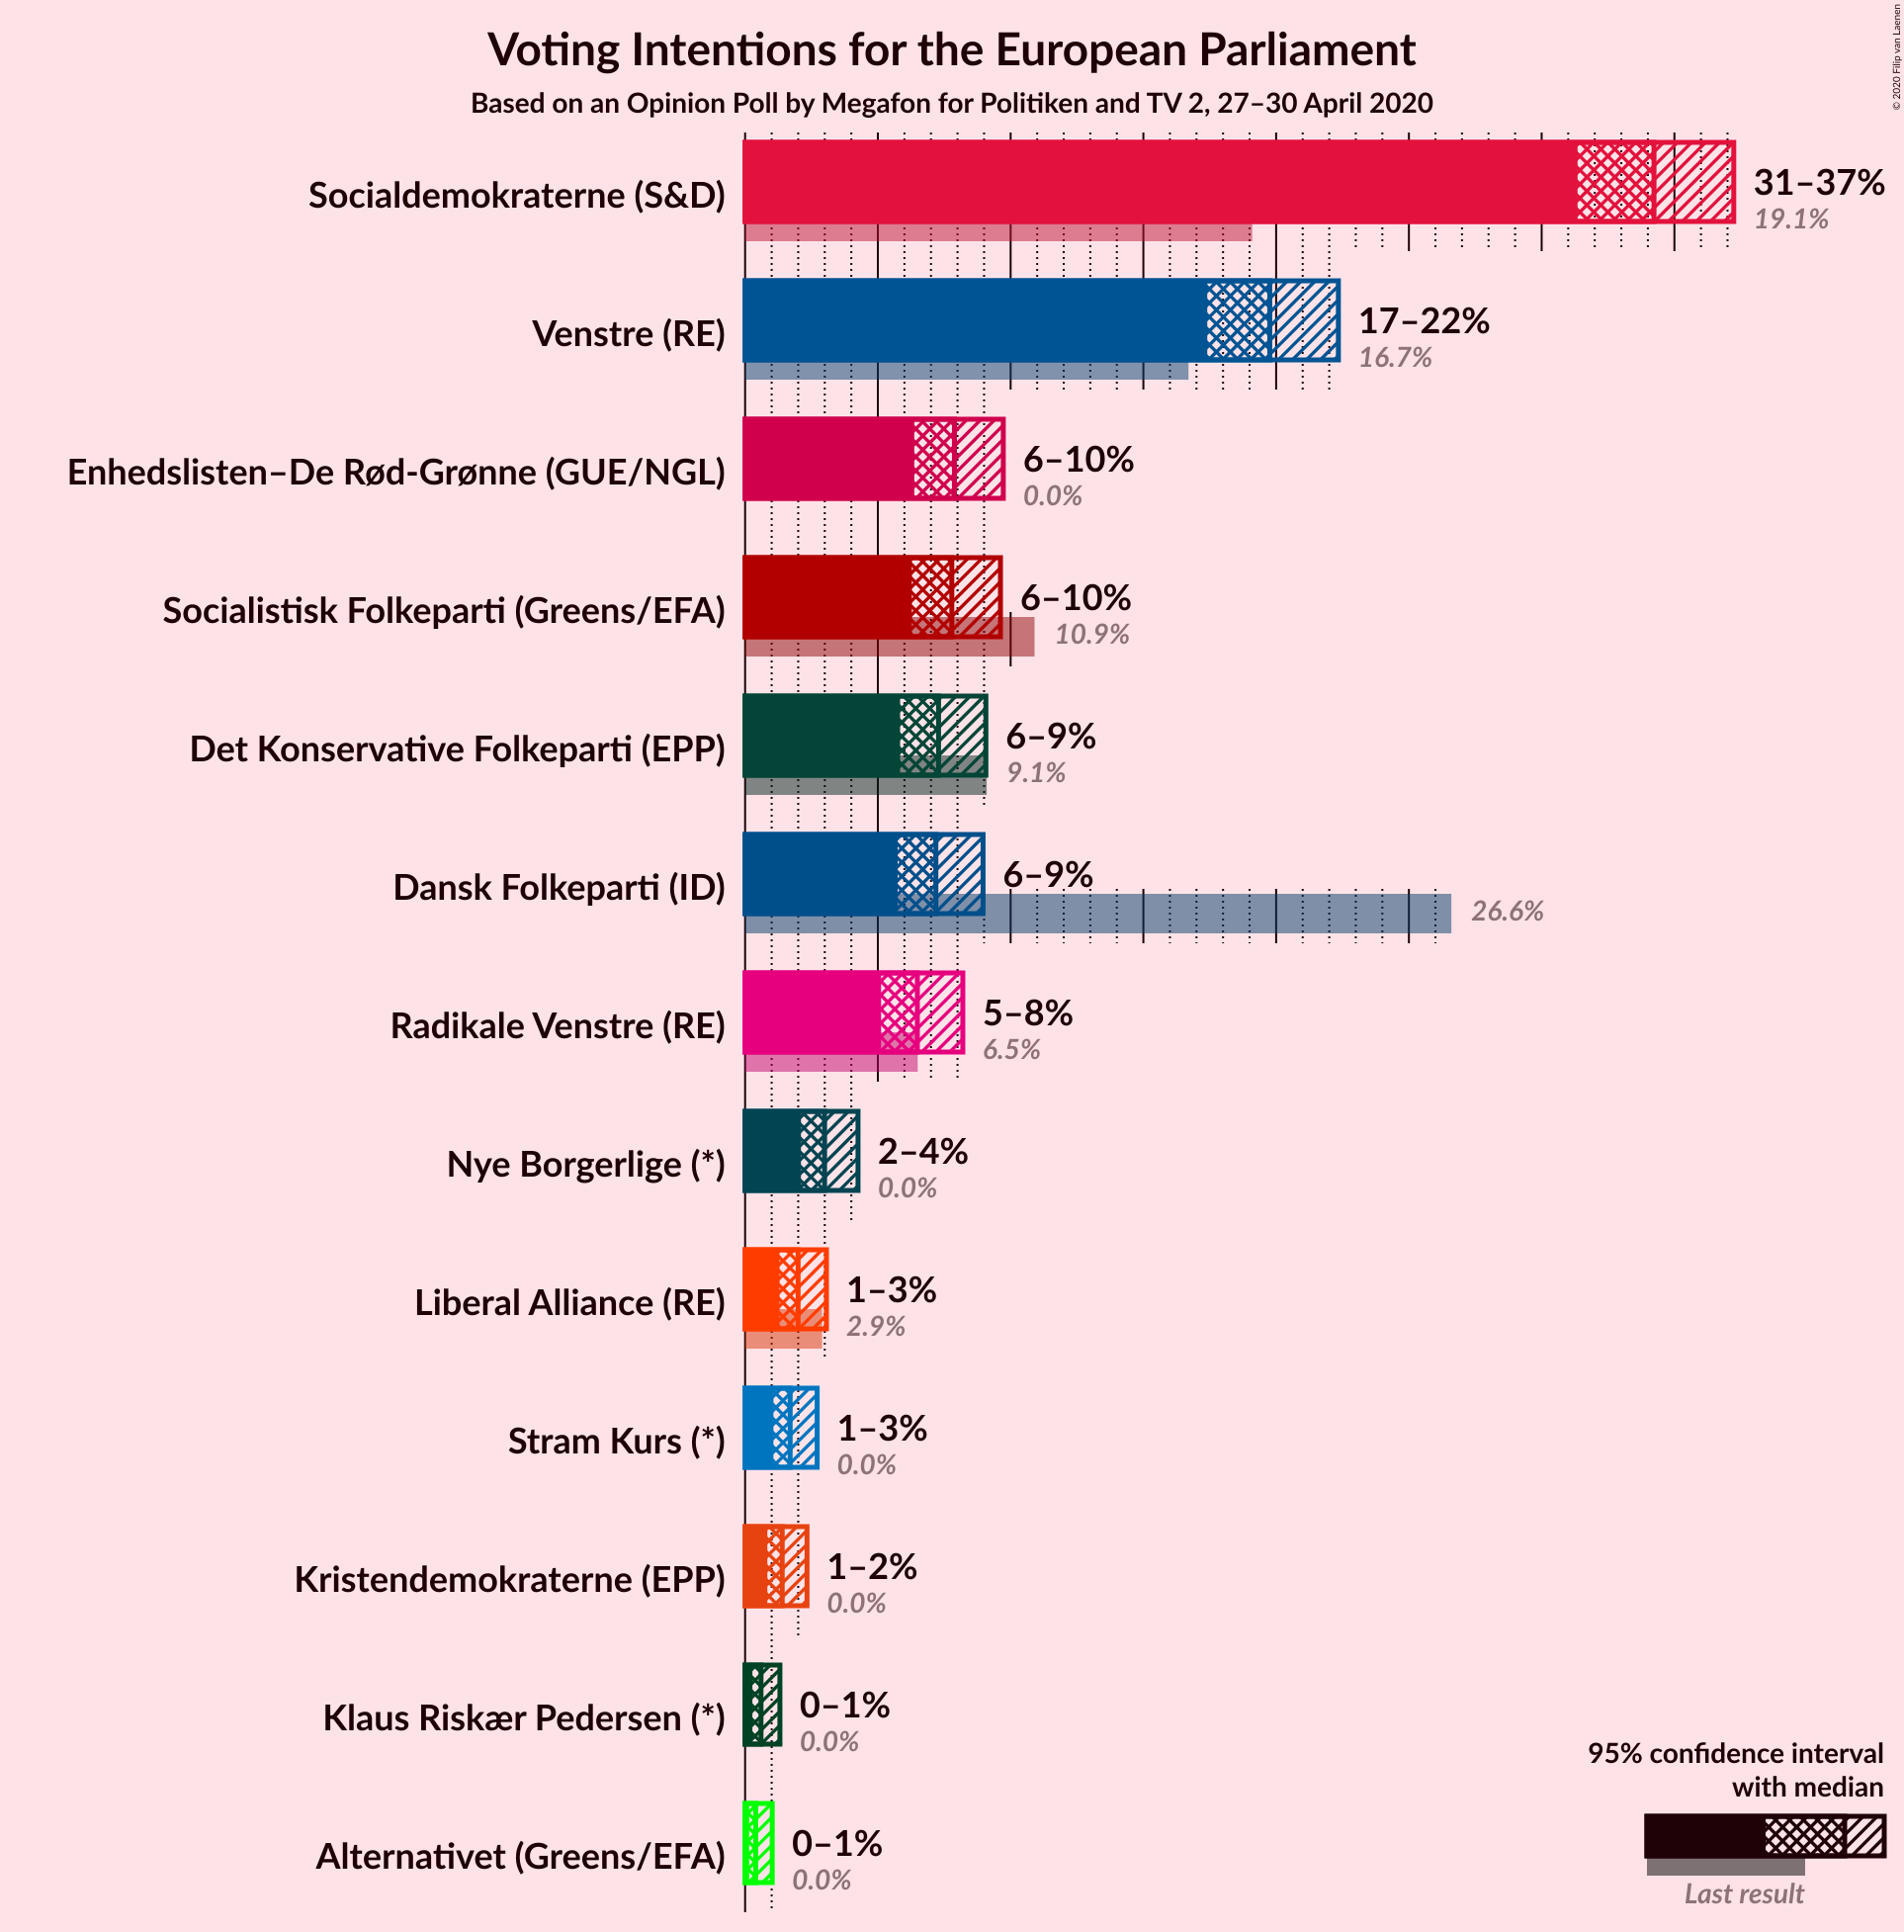 Voting Intentions for the European Parliament
Based on an Opinion Poll by Megafon for Politiken and TV 2, 27–30 April 2020
© 2020 Filip van Laenen
Socialdemokraterne (S&D)
31–37%
19.1%
Venstre (RE)
17–22%
16.7%
Enhedslisten–De Rød-Grønne (GUE/NGL)
6–10%
0.0%
Socialistisk Folkeparti (Greens/EFA)
6–10%
10.9%
Det Konservative Folkeparti (EPP)
6–9%
9.1%
Dansk Folkeparti (ID)
6–9%
26.6%
Radikale Venstre (RE)
5–8%
6.5%
Nye Borgerlige (*)
2–4%
0.0%
Liberal Alliance (RE)
1–3%
2.9%
Stram Kurs (*)
1–3%
0.0%
Kristendemokraterne (EPP)
1–2%
0.0%
Klaus Riskær Pedersen (*)
0–1%
0.0%
Alternativet (Greens/EFA)
0–1%
0.0%
95% confidence interval
with median
Last result